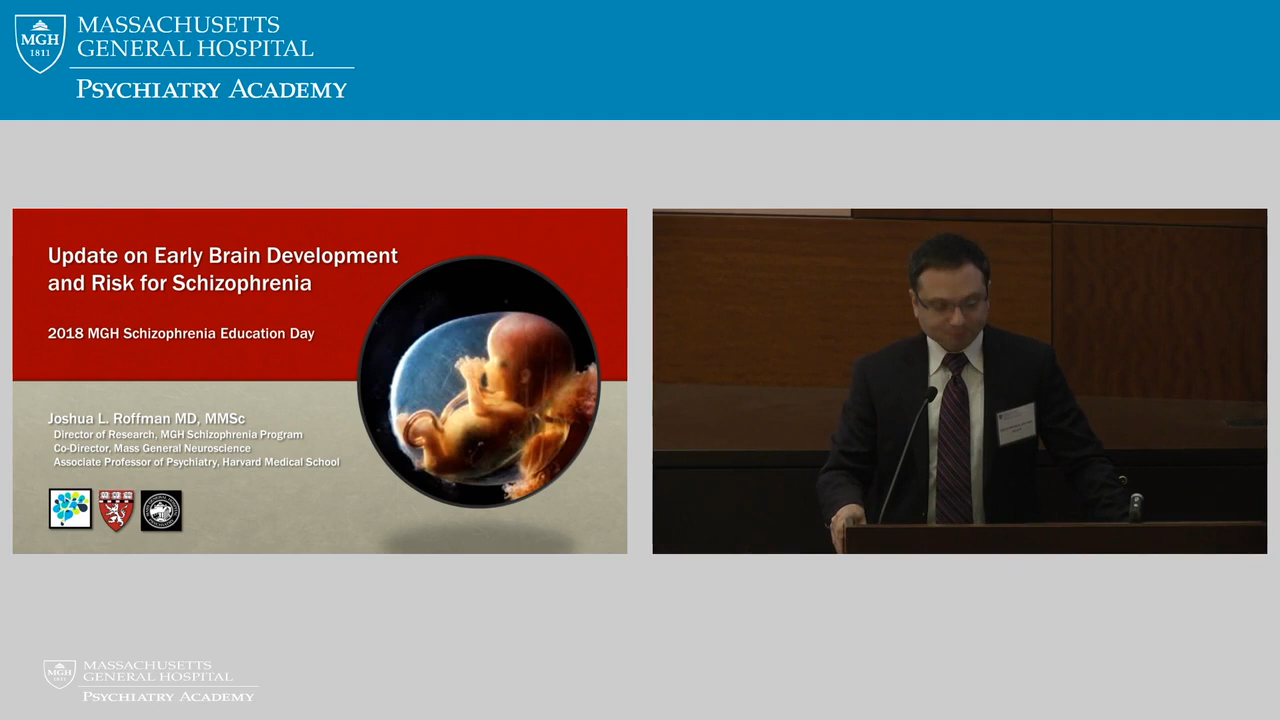 MGH
1811
MASSACHUSETTS
GENERAL HOSPITAL
PSYCHIATRY ACADEMY
Update on Early Brain Development
and Risk for Schizophrenia
2018 MGH Schizophrenia Education Day
Joshua L. Roffman MD, MMSc
Director of Research, MGH Schizophrenia Program
Co-Director, Mass General Neuroscience
Associate Professor of Psychiatry, Harvard Medical School
MGH
1811
MASSACHUSETTS
GENERAL HOSPITAL
PSYCHIATRY ACADEMY